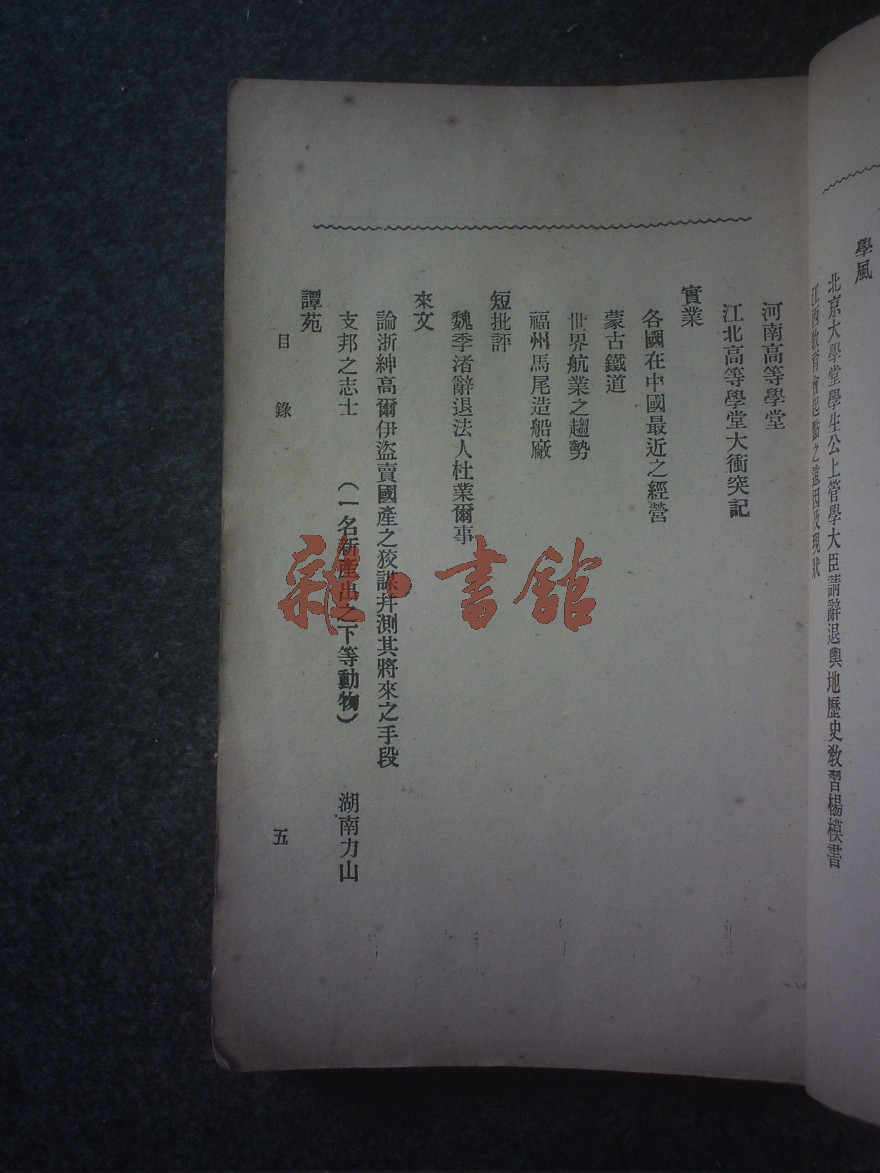 學風
北京大學堂學生公上管學大臣請辭退輿地歷史教習楊模書
江西教育會起點之遠因及現狀
河南高等學堂
江北高等學堂大衝突記
實業
各國在中國最近之經營
蒙古鐵道
世界航業之趨勢
福州馬尾造船廠
短批評
魏季渚辭退法人杜業爾事
來文
論浙紳高爾伊盜賣國產之狡謀幷測其將來之手段
支邦之志士 (一名新產出之下等動物) 湖南力山
譚苑
目錄 五
雜·書館